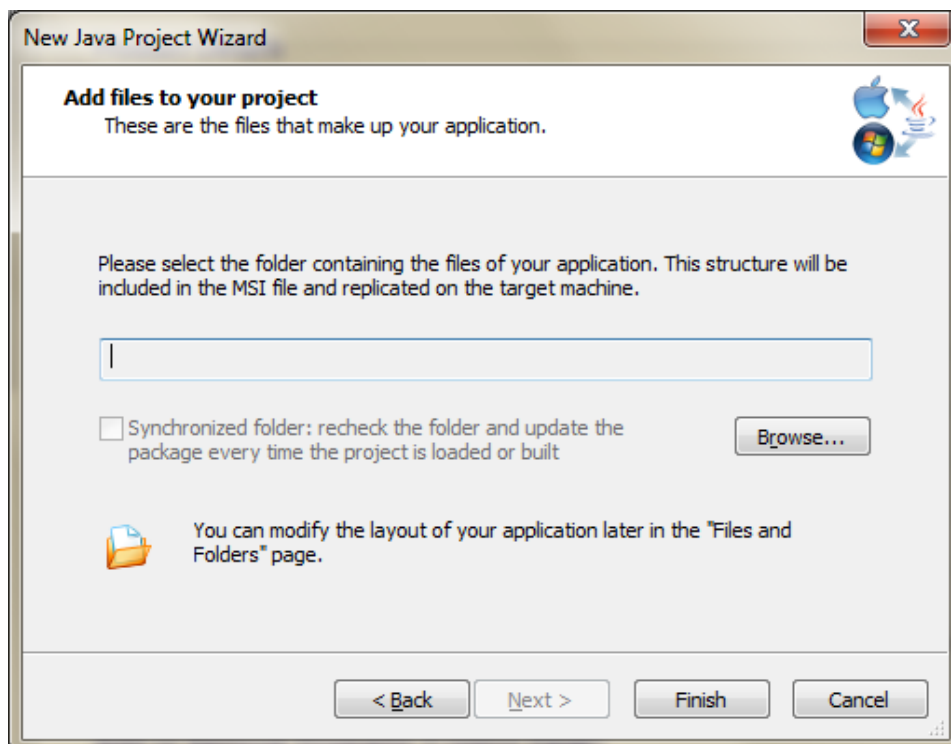 New Java Project Wizard
Add files to your project
These are the files that make up your application.
Please select the folder containing the files of your application. This structure will be
included in the MSI file and replicated on the target machine.
Synchronized folder: recheck the folder and update the
package every time the project is loaded or built
Browse...
You can modify the layout of your application later in the "Files and
Folders" page.
< Back
Next >
Finish
Cancel